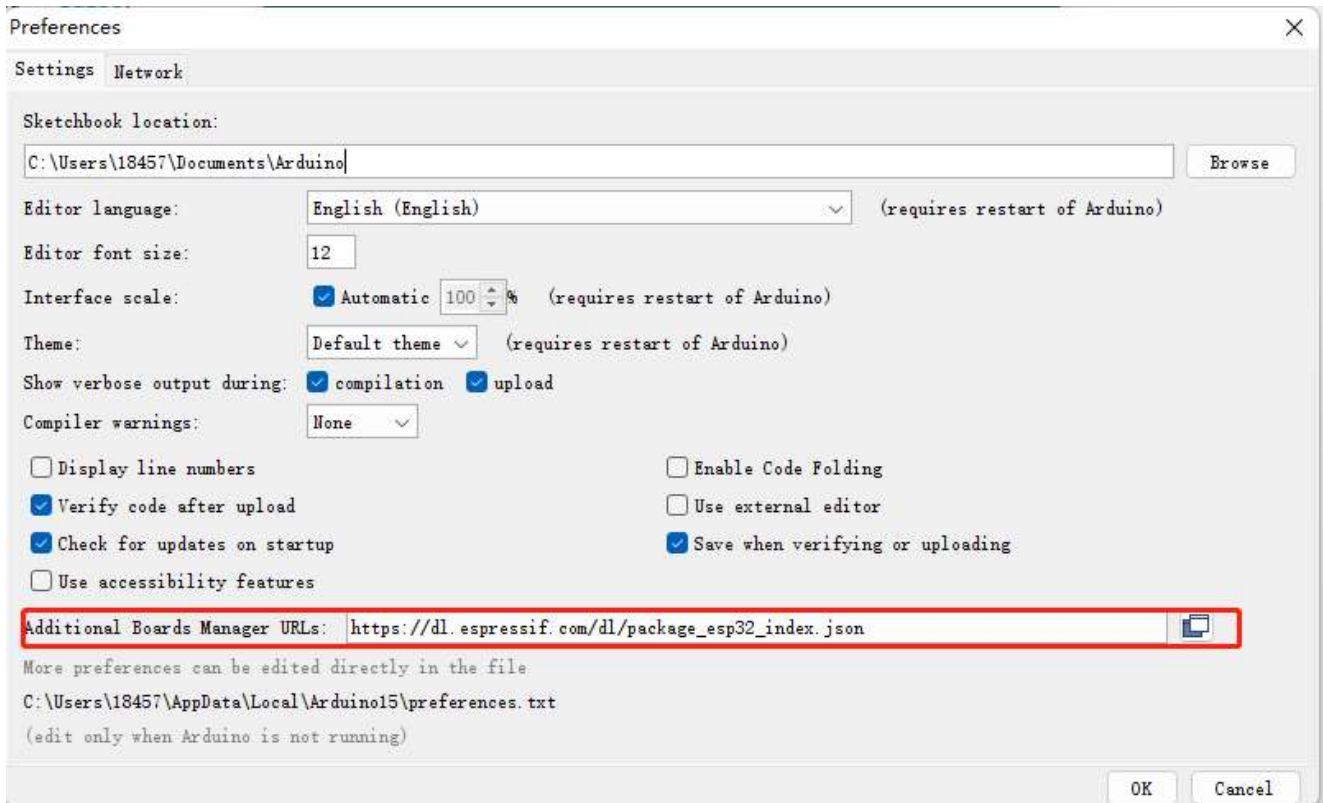 Preferences
Settings Network
Sketchbook location:
C:\Users\18457\Documents\Arduino Browse
Editor language: English (English) (requires restart of Arduino)
Editor font size: 12
Interface scale: Automatic 100 % (requires restart of Arduino)
Theme: Default theme (requires restart of Arduino)
Show verbose output during: compilation upload
Compiler warnings: None
Display line numbers Enable Code Folding
Verify code after upload Use external editor
Check for updates on startup Save when verifying or uploading
Use accessibility features
Additional Boards Manager URLs: https://dl.espressif.com/dl/package_esp32_index.json
More preferences can be edited directly in the file
C:\Users\18457\AppData\Local\Arduino15\preferences.txt
(edit only when Arduino is not running)
OK Cancel